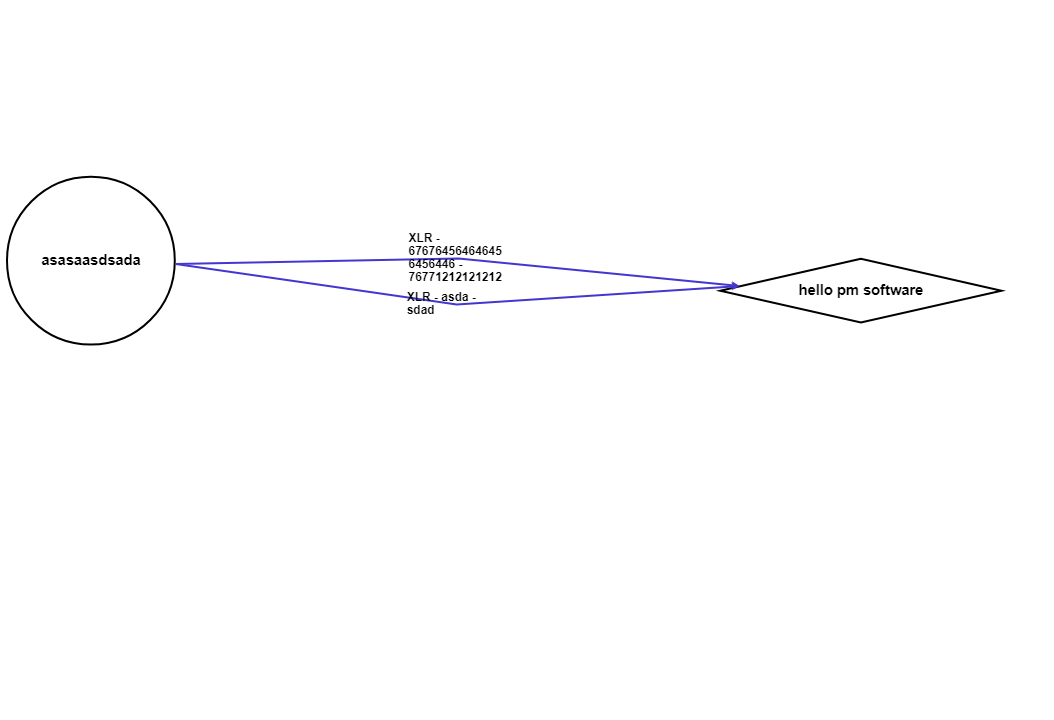 asasaasdsada
XLR -
67676456464645
6456446 -
76771212121212
XLR - asda -
sdad
hello pm software